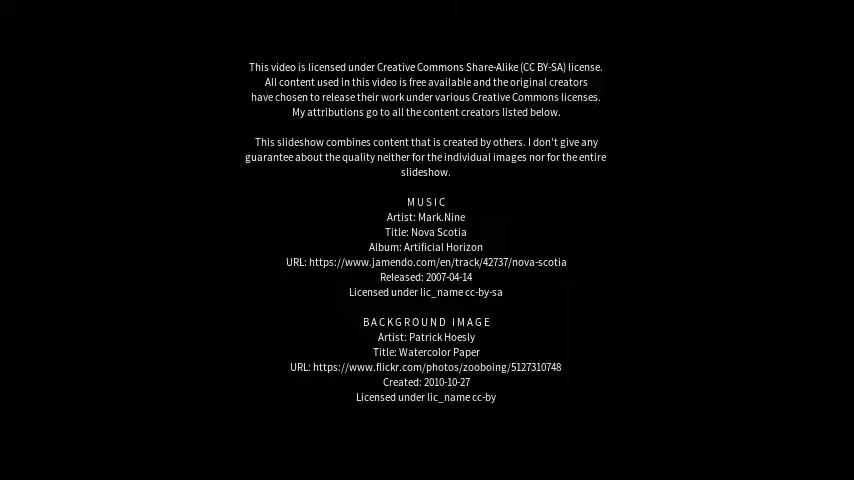 This video is licensed under Creative Commons Share-Alike (CC BY-SA) license.
All content used in this video is free available and the original creators
have chosen to release their work under various Creative Commons licenses.
My attributions go to all the content creators listed below.
This slideshow combines content that is created by others. I don't give any
guarantee about the quality neither for the individual images nor for the entire
slideshow.
MUSIC
Artist: Mark.Nine
Title: Nova Scotia
Album: Artificial Horizon
URL: https://www.jamendo.com/en/track/42737/nova-scotia
Released: 2007-04-14
Licensed under lic_name cc-by-sa
BACKGROUND IMAGE
Artist: Patrick Hoesly
Title: Watercolor Paper
URL: https://www.flickr.com/photos/zooboing/5127310748
Created: 2010-10-27
Licensed under lic_name cc-by